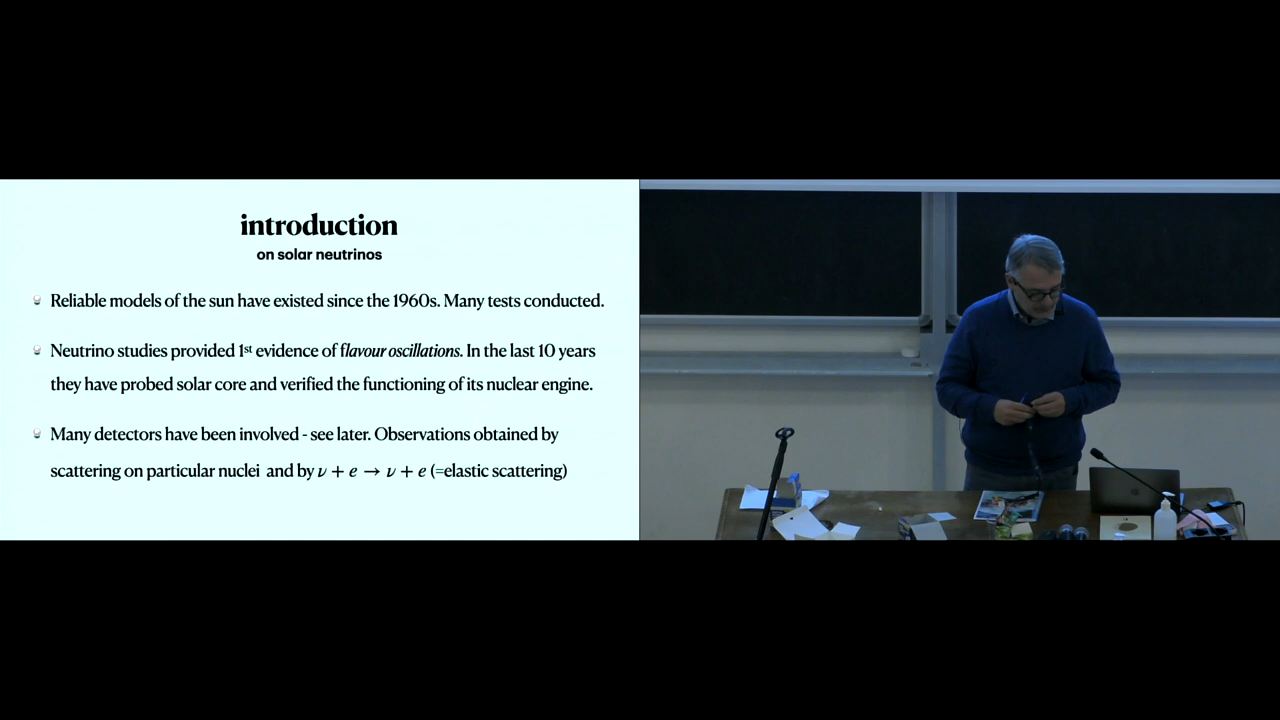 introduction
on solar neutrinos
Reliable models of the sun have existed since the 1960s. Many tests conducted.
Neutrino studies provided 1st evidence of flavour oscillations. In the last 10 years
they have probed solar core and verified the functioning of its nuclear engine.
Many detectors have been involved - see later. Observations obtained by
scattering on particular nuclei and by ν + e → ν + e (=elastic scattering)